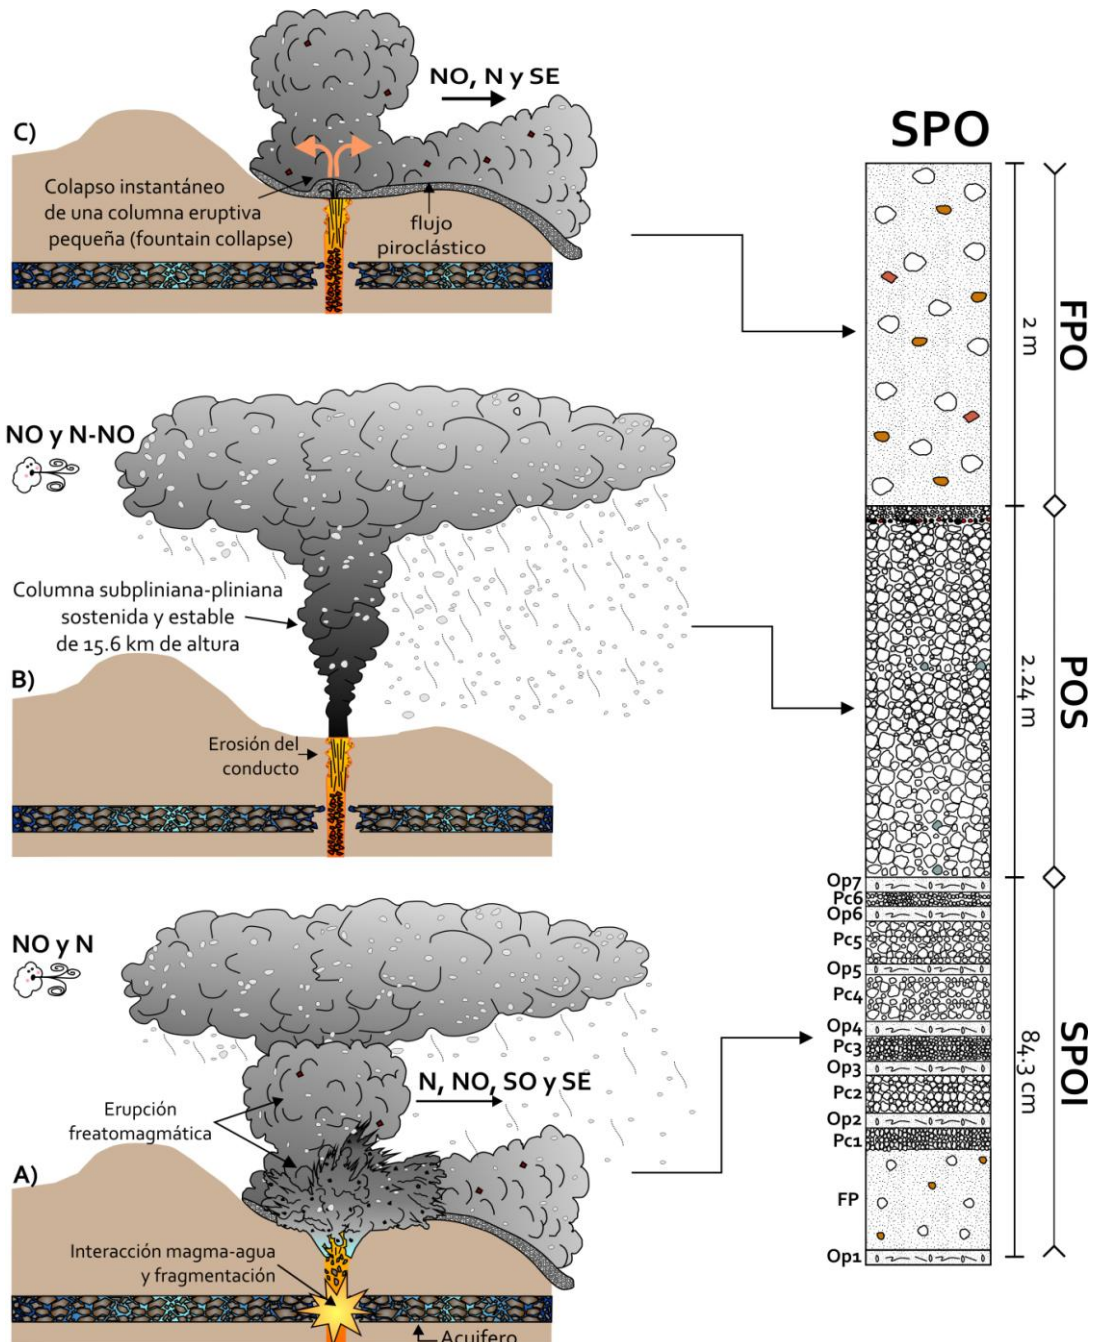 C)
NO, N y SE
Colapso instantáneo
de una columna eruptiva
pequeña (fountain collapse)
flujo
piroclástico
NO y N-NO
Columna subpliniana-pliniana
sostenida y estable
de 15.6 km de altura
B)
Erosión del
conducto
NO y N
N, NO, SO y SE
Erupción
freatomagmática
A)
Interacción magma-agua
y fragmentación
Acuifero
SPO
2 m
FPO
2.24 m
POS
Op7
Pc6
Op6
Pc5
Op5
Pc4
Op4
Pc3
Op3
Pc2
Op2
Pc1
FP
Op1
84.3 cm
SPOI